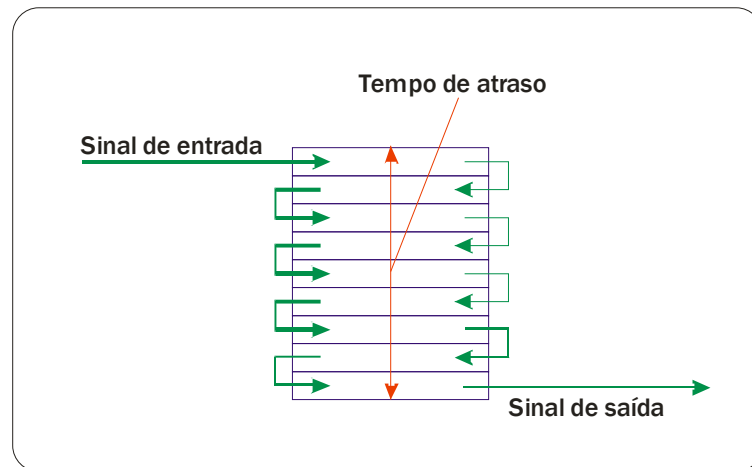 Tempo de atraso
Sinal de entrada
Sinal de saída